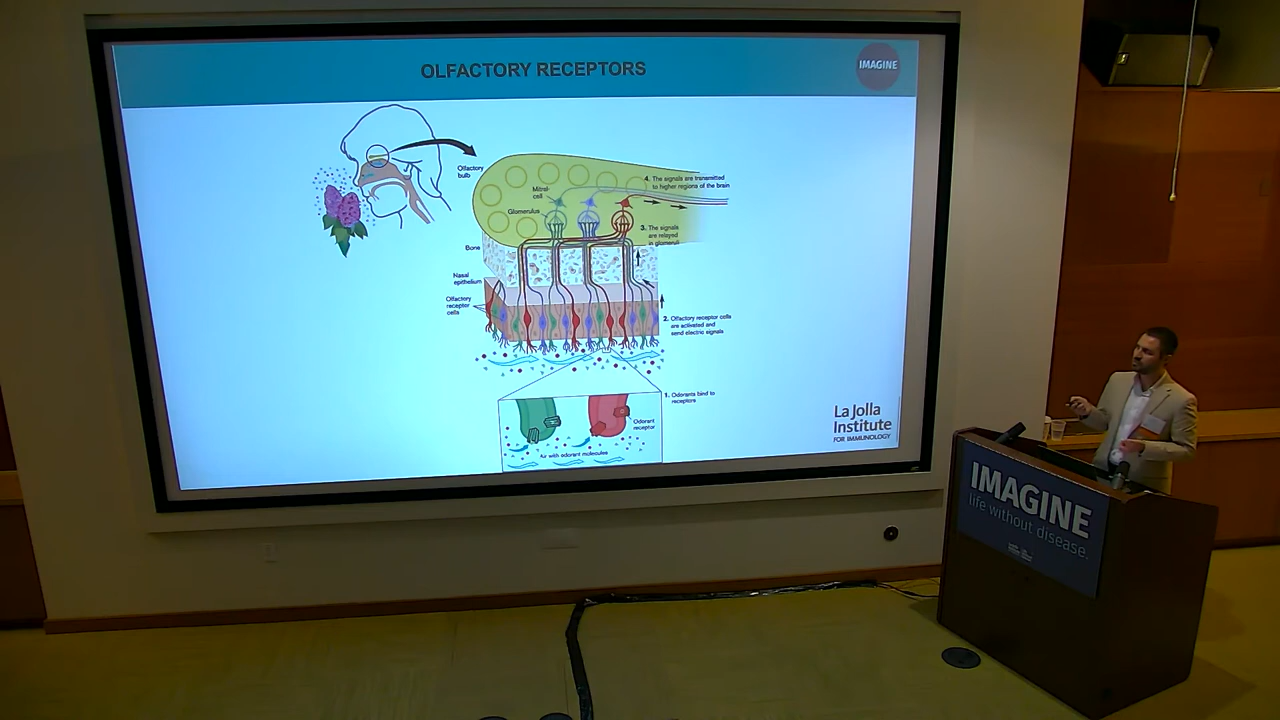 OLFACTORY RECEPTORS
IMAGINE
Olfactory
bulb
Mitral
cell
Glomerulus
4. The signals are transmitted
to higher regions of the brain
3. The signals
are relayed
in glomeruli
Bone
Nasal
epithelium
Olfactory
receptor
cells
2. Olfactory receptor cells
are activated and
send electric signals
1. Odorants bind to
receptors
Odorant
receptor
Air with odorant molecules
La Jolla
Institute
FOR IMMUNOLOGY
IMAGINE
life without disease.